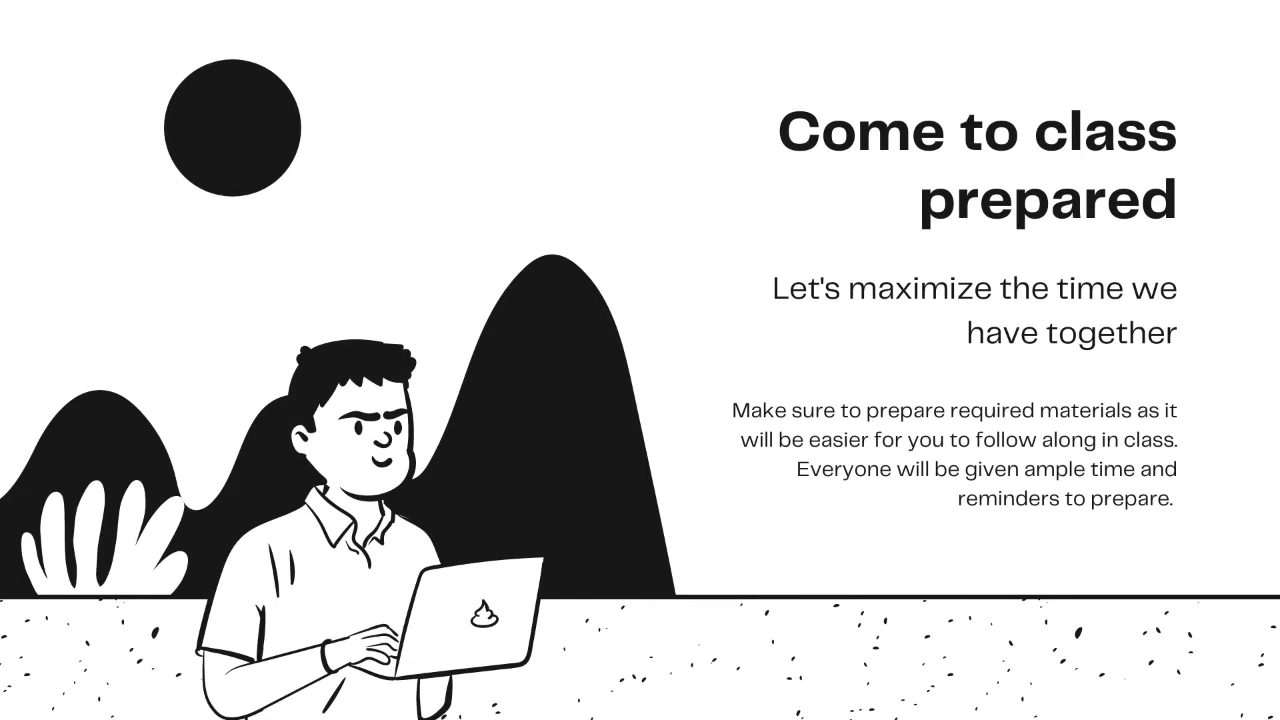 Come to class
prepared
Let's maximize the time we
have together
Make sure to prepare required materials as it
will be easier for you to follow along in class.
Everyone will be given ample time and
reminders to prepare.